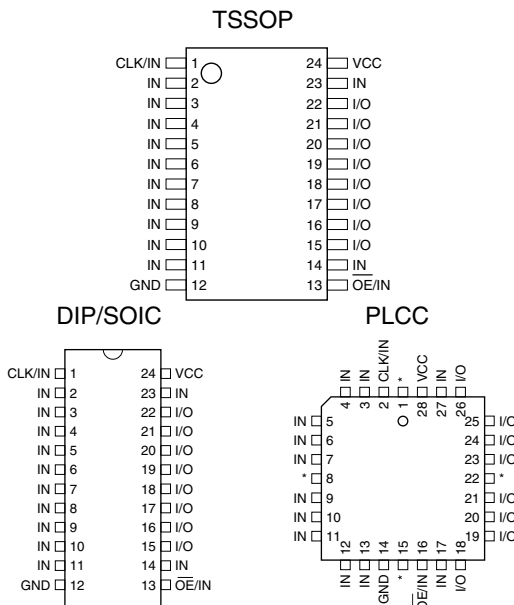 TSSOP
CLK/IN 1 24 VCC
IN 2 23 IN
IN 3 22 I/O
IN 4 21 I/O
IN 5 20 I/O
IN 6 19 I/O
IN 7 18 I/O
IN 8 17 I/O
IN 9 16 I/O
IN 10 15 I/O
IN 11 14 IN
GND 12 13 OE/IN
DIP/SOIC
CLK/IN 1 24 VCC
IN 2 23 IN
IN 3 22 I/O
IN 4 21 I/O
IN 5 20 I/O
IN 6 19 I/O
IN 7 18 I/O
IN 8 17 I/O
IN 9 16 I/O
IN 10 15 I/O
IN 11 14 IN
GND 12 13 OE/IN
PLCC
IN IN CLK/IN * VCC IN I/O
4 3 2 1 28 27 26
IN 5 25 I/O
IN 6 24 I/O
IN 7 23 I/O
* 8 22 *
IN 9 21 I/O
IN 10 20 I/O
IN 11 19 I/O
12 13 14 15 16 17 18
IN IN GND * OE/IN IN I/O